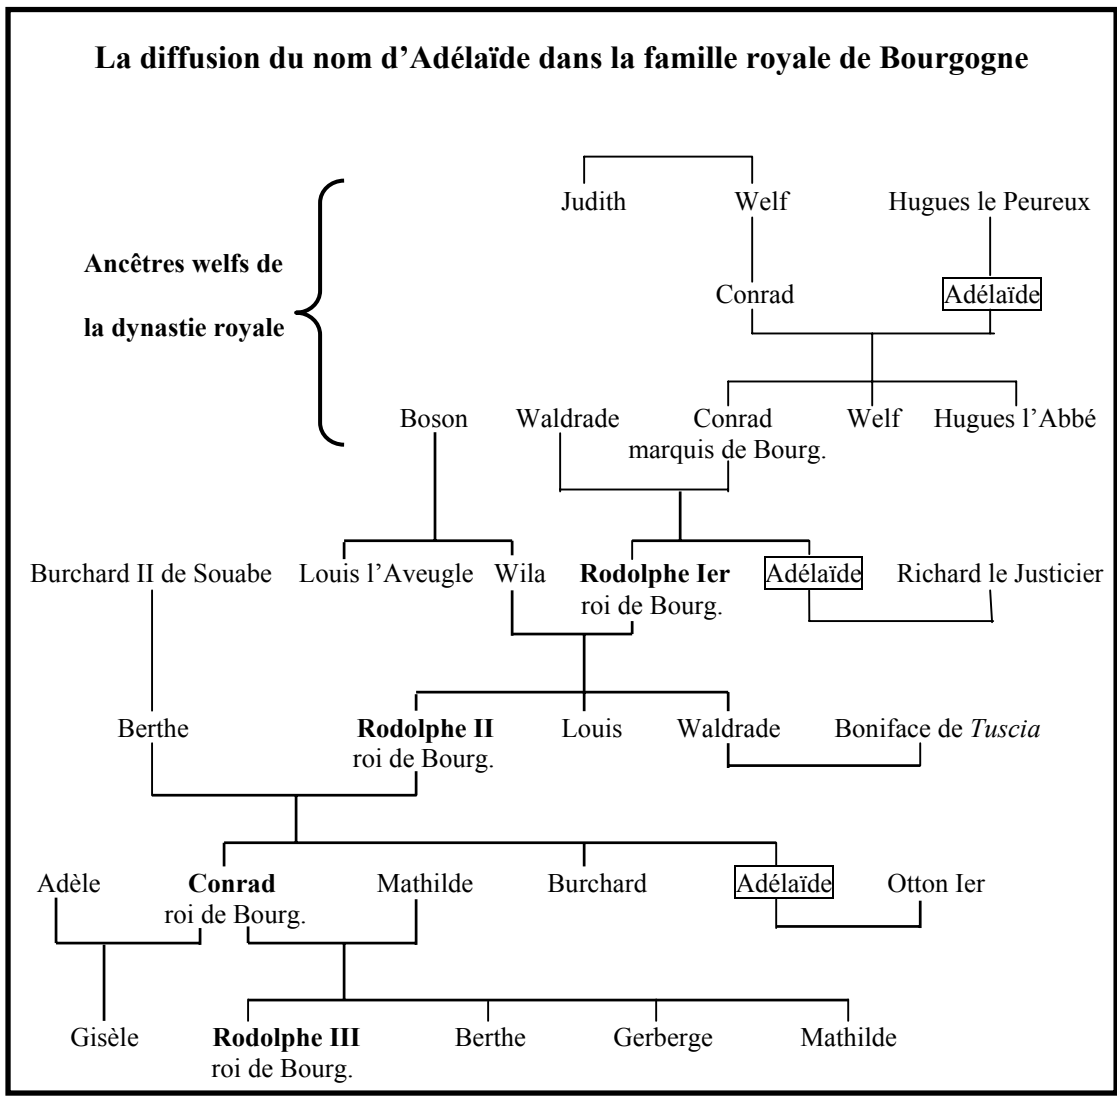 La diffusion du nom d’Adélaïde dans la famille royale de Bourgogne
Judith Welf Hugues le Peureux
Ancêtres welfs de
la dynastie royale
Conrad Adélaïde
Boson Waldrade Conrad Welf Hugues l’Abbé
marquis de Bourg.
Burchard II de Souabe Louis l’Aveugle Wila Rodolphe Ier Adélaïde Richard le Justicier
roi de Bourg.
Berthe Rodolphe II Louis Waldrade Boniface de Tuscia
roi de Bourg.
Adèle Conrad Mathilde Burchard Adélaïde Otton Ier
roi de Bourg.
Gisèle Rodolphe III Berthe Gerberge Mathilde
roi de Bourg.